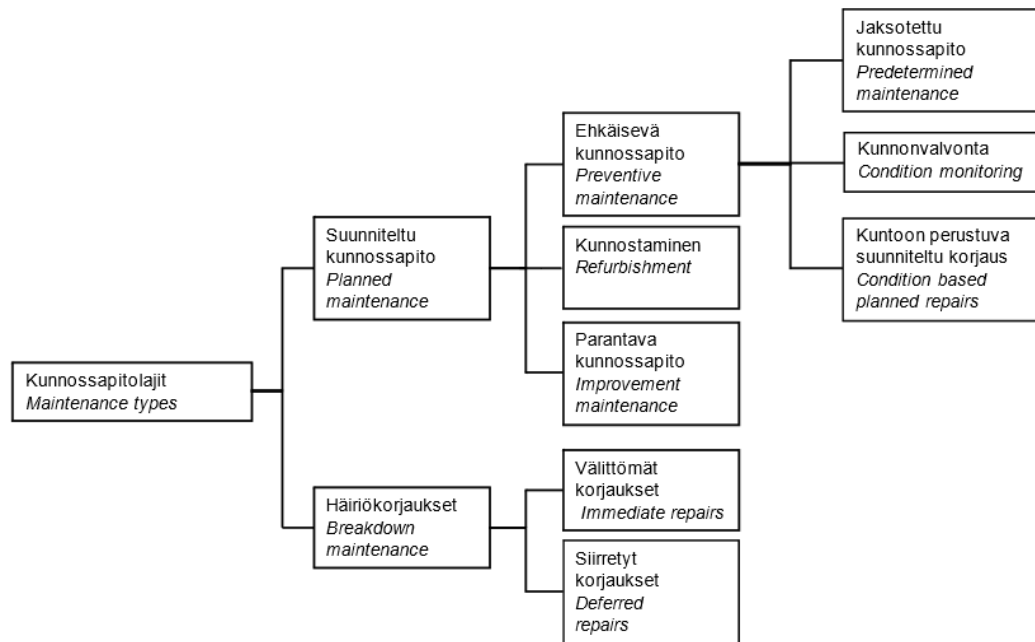 Kunnossapitolajit
Maintenance types
Suunniteltu
kunnossapito
Planned
maintenance
Häiriökorjaukset
Breakdown
maintenance
Ehkäisevä
kunnossapito
Preventive
maintenance
Kunnostaminen
Refurbishment
Parantava
kunnossapito
Improvement
maintenance
Välittömät
korjaukset
Immediate repairs
Siirretyt
korjaukset
Deferred
repairs
Jaksotettu
kunnossapito
Predetermined
maintenance
Kunnonvalvonta
Condition monitoring
Kuntoon perustuva
suunniteltu korjaus
Condition based
planned repairs